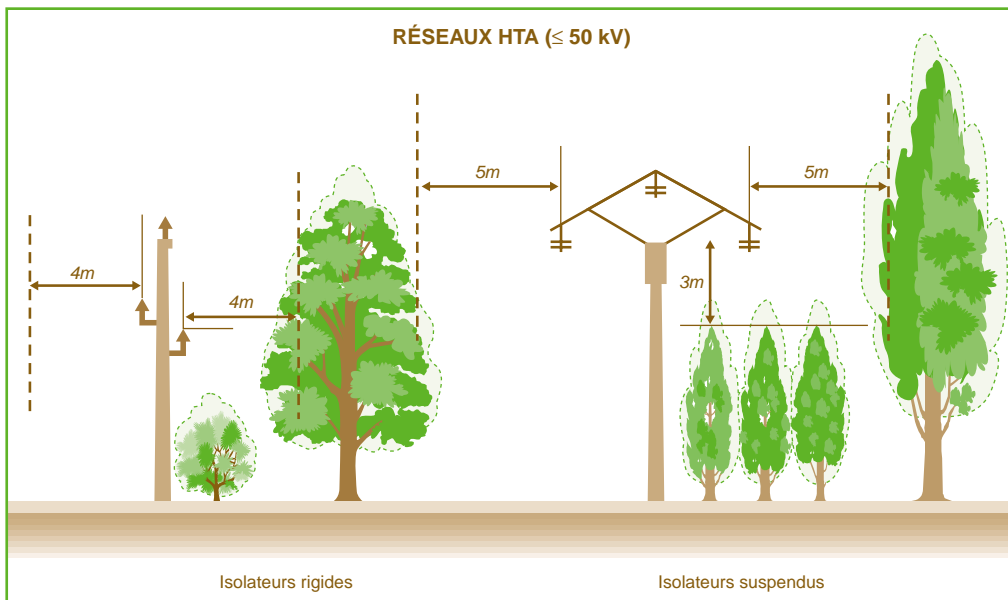 RÉSEAUX HTA (≤ 50 kV)
5m
5m
4m
3m
4m
Isolateurs rigides
Isolateurs suspendus